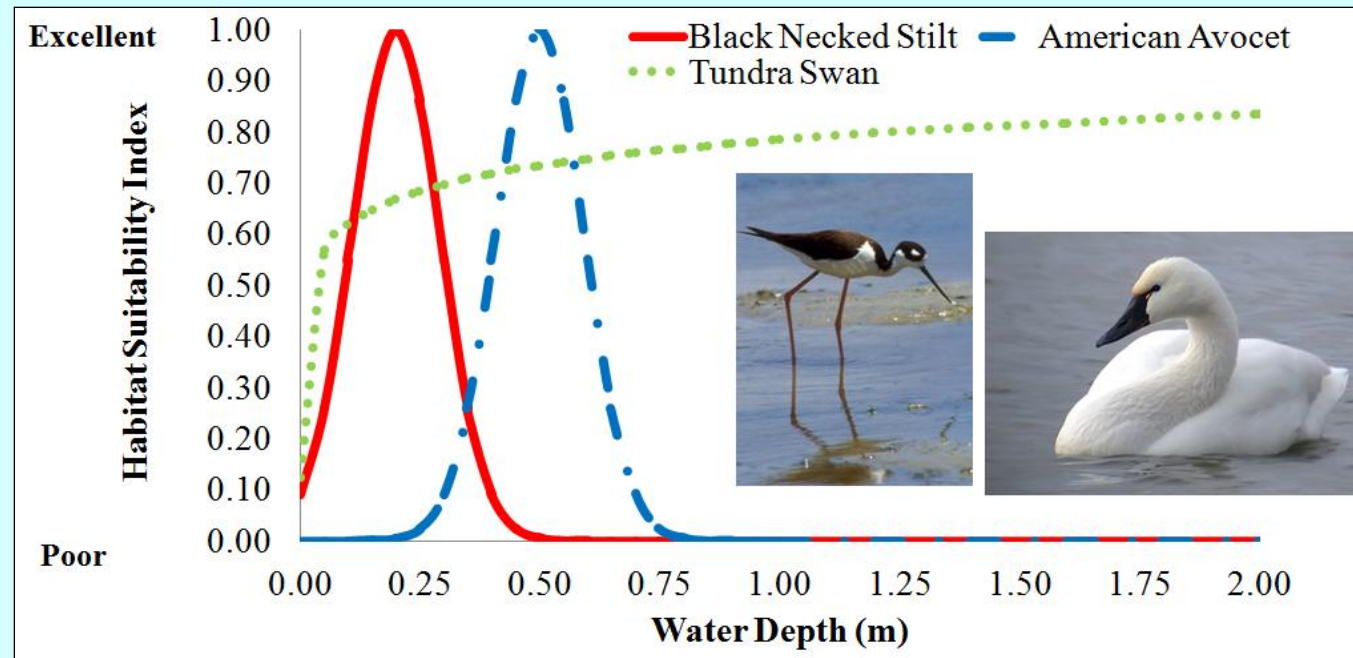 Excellent
Poor
Habitat Suitability Index
1.00
0.90
0.80
0.70
0.60
0.50
0.40
0.30
0.20
0.10
0.00
Black Necked Stilt American Avocet
Tundra Swan
0.00 0.25 0.50 0.75 1.00 1.25 1.50 1.75 2.00
Water Depth (m)